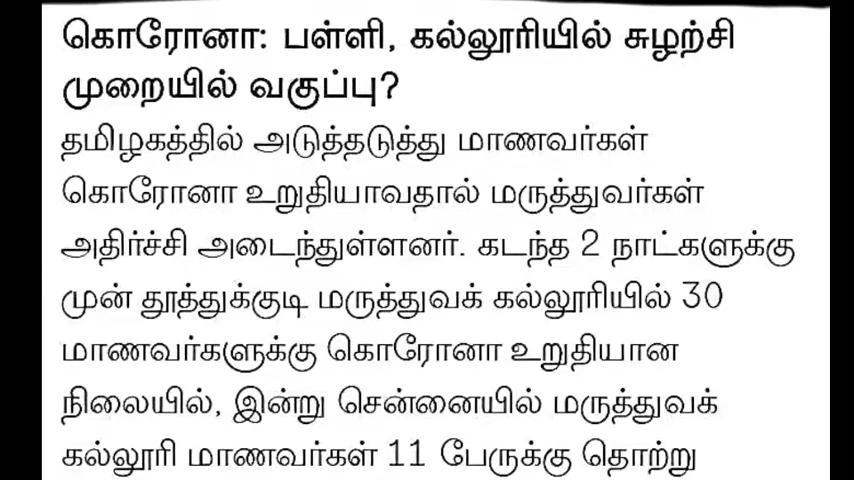 கொரோனா: பள்ளி, கல்லூரியில் சுழற்சி
முறையில் வகுப்பு?
தமிழகத்தில் அடுத்தடுத்து மாணவர்கள்
கொரோனா உறுதியாவதால் மருத்துவர்கள்
அதிர்ச்சி அடைந்துள்ளனர். கடந்த 2 நாட்களுக்கு
முன் தூத்துக்குடி மருத்துவக் கல்லூரியில் 30
மாணவர்களுக்கு கொரோனா உறுதியான
நிலையில், இன்று சென்னையில் மருத்துவக்
கல்லூரி மாணவர்கள் 11 பேருக்கு தொற்று